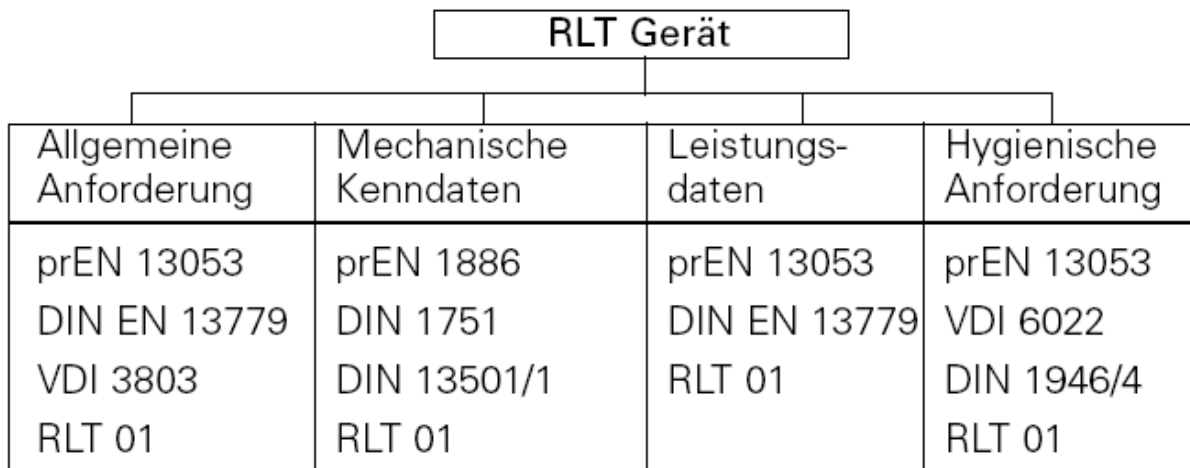 RLT Gerät
Allgemeine
Anforderung
Mechanische
Kenndaten
Leistungs-
daten
Hygienische
Anforderung
prEN 13053
DIN EN 13779
VDI 3803
RLT 01
prEN 1886
DIN 1751
DIN 13501/1
RLT 01
prEN 13053
DIN EN 13779
RLT 01
prEN 13053
VDI 6022
DIN 1946/4
RLT 01